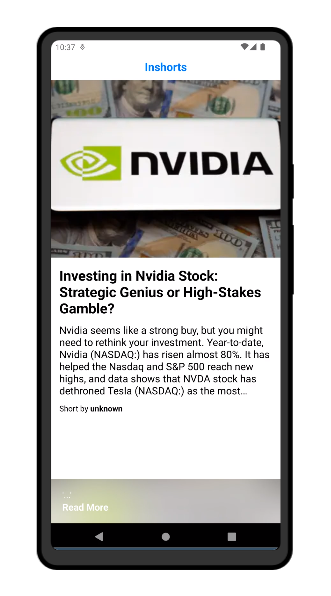 10:37
Inshorts
NVIDIA
Investing in Nvidia Stock:
Strategic Genius or High-Stakes
Gamble?
Nvidia seems like a strong buy, but you might
need to rethink your investment. Year-to-date,
Nvidia (NASDAQ:) has risen almost 80%. It has
helped the Nasdaq and S&P 500 reach new
highs, and data shows that NVDA stock has
dethroned Tesla (NASDAQ:) as the most...
Short by unknown
Read More